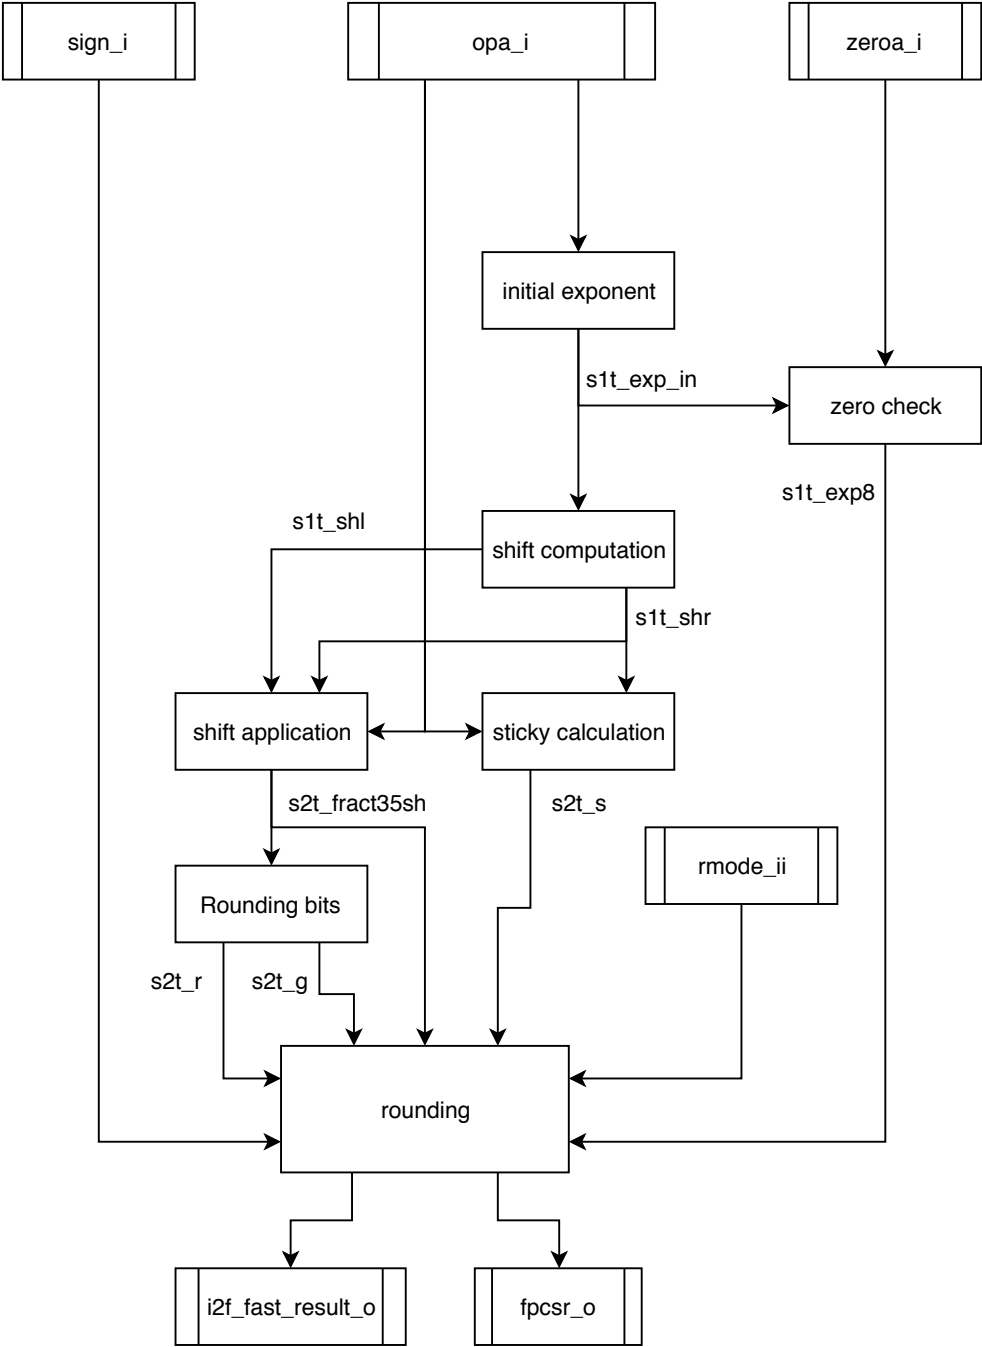 sign_i
opa_i
zeroa_i
initial exponent
s1t_exp_in
zero check
s1t_exp8
s1t_shl
shift computation
s1t_shr
shift application
sticky calculation
s2t_fract35sh
s2t_s
rmode_ii
Rounding bits
s2t_r
s2t_g
rounding
i2f_fast_result_o
fpcsr_o